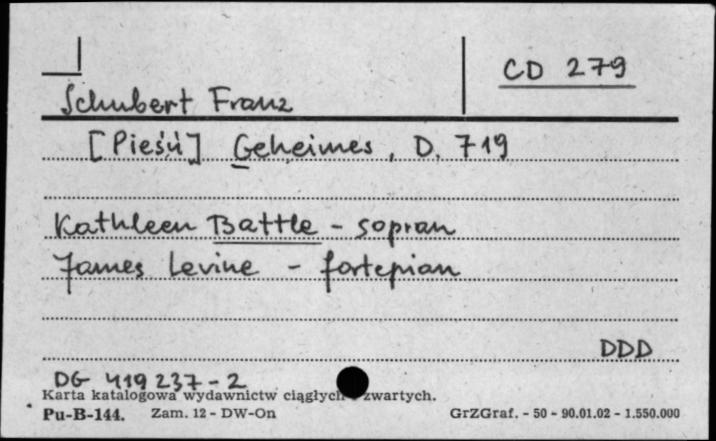 CD 279
Schubert Franz
[Pieśń] Geheimes, D. 719
Kathleen Battle - sopran
James Levine - fortepian
DDD
DG 419 237-2
Karta katalogowa wydawnictw ciągłych zwartych.
Pu-B-144. Zam. 12 - DW-On GrZGraf. - 50 - 90.01.02 - 1.550.000